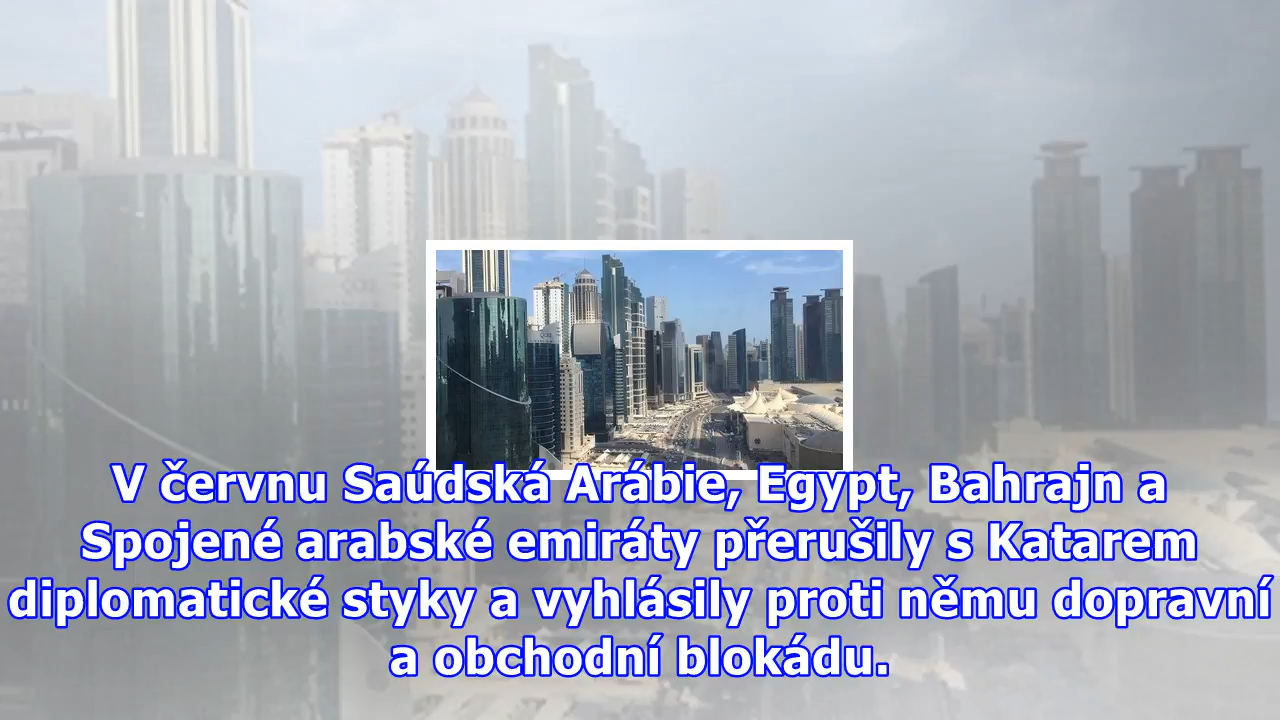 V červnu Saúdská Arábie, Egypt, Bahrajn a
Spojené arabské emiráty přerušily s Katarem
diplomatické styky a vyhlásily proti němu dopravní
a obchodní blokádu.